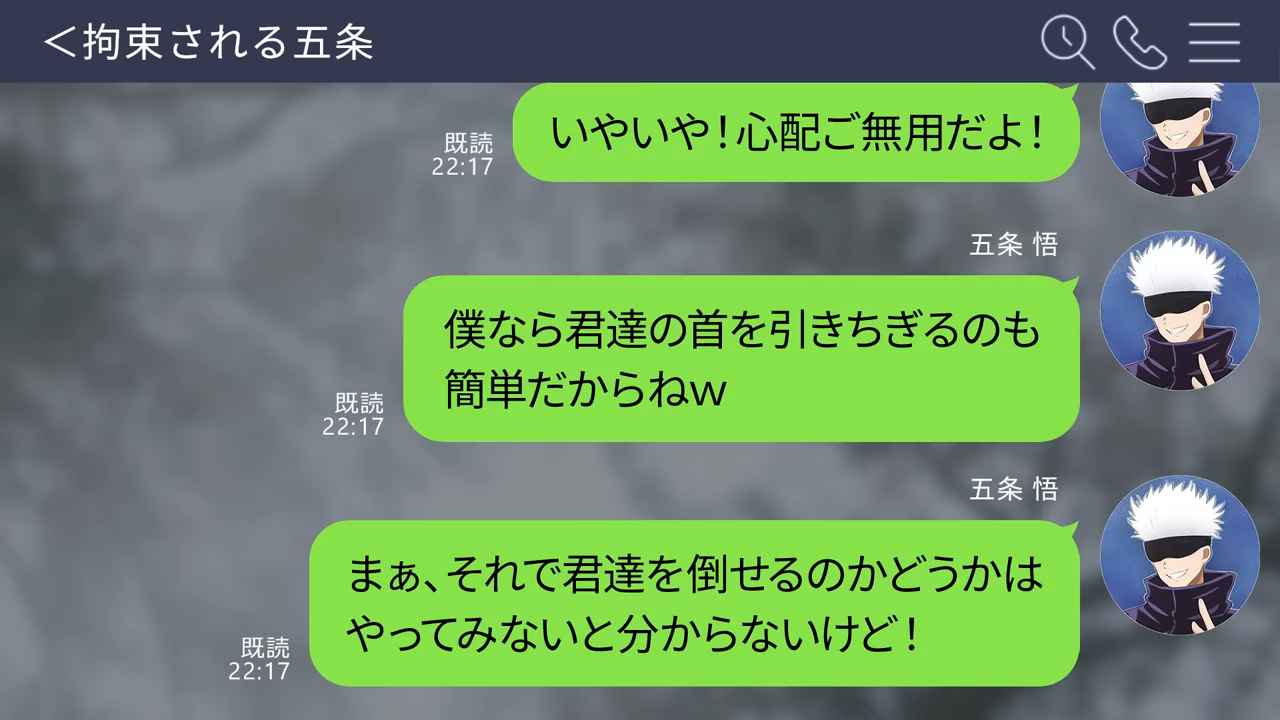 ＜拘束される五条
いやいや！心配ご無用だよ！
既読
22:17
五条 悟
僕なら君達の首を引きちぎるのも
簡単だからねw
既読
22:17
五条 悟
まぁ、それで君達を倒せるのかどうかは
やってみないと分からないけど！
既読
22:17